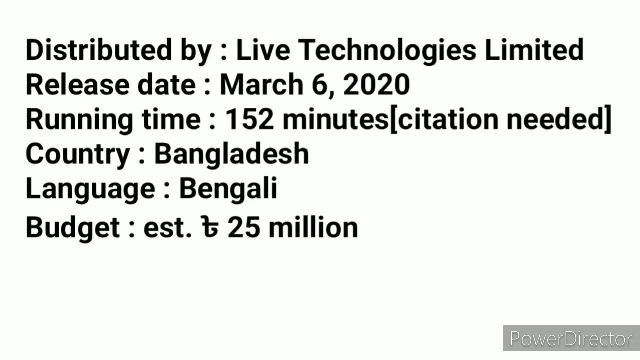 Distributed by : Live Technologies Limited
Release date : March 6, 2020
Running time : 152 minutes[citation needed]
Country : Bangladesh
Language : Bengali
Budget : est. ৳ 25 million
PowerDirector